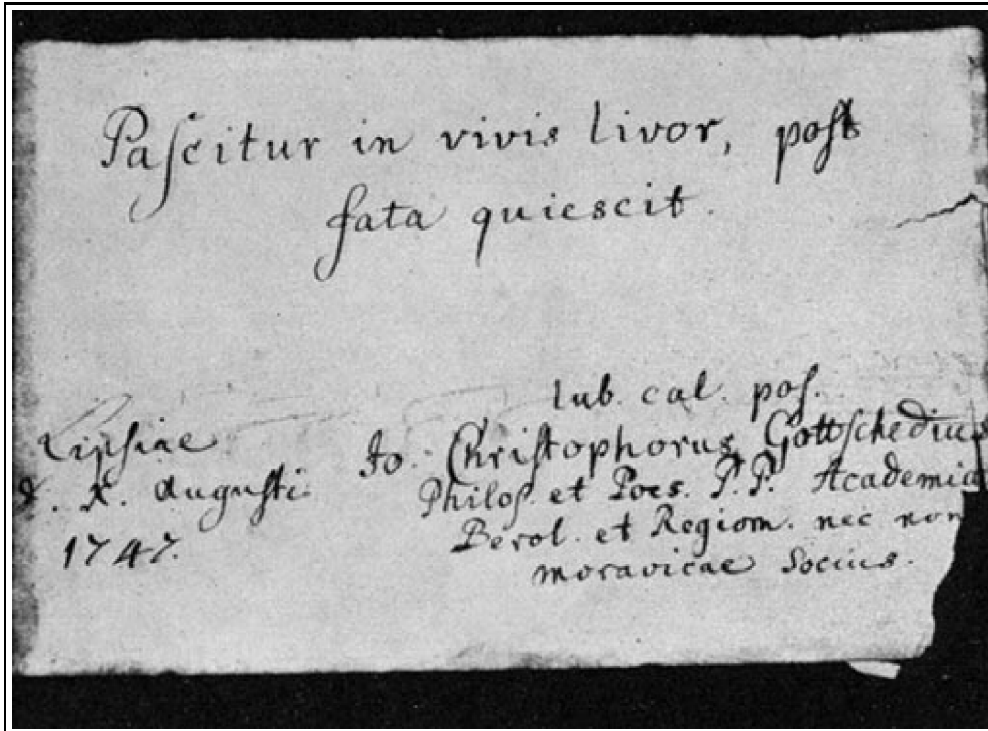 Paſcitur in vivis livor, poſt
fata quiescit.
lub. cal. poſ.
Lipsiae
Io. Chriſtophorus Gottſchedius
d. X. Auguſti
Philoſ. et Poes. P.P. Academia
1747.
Berol. et Regiom. nec non
moravicae Socius.